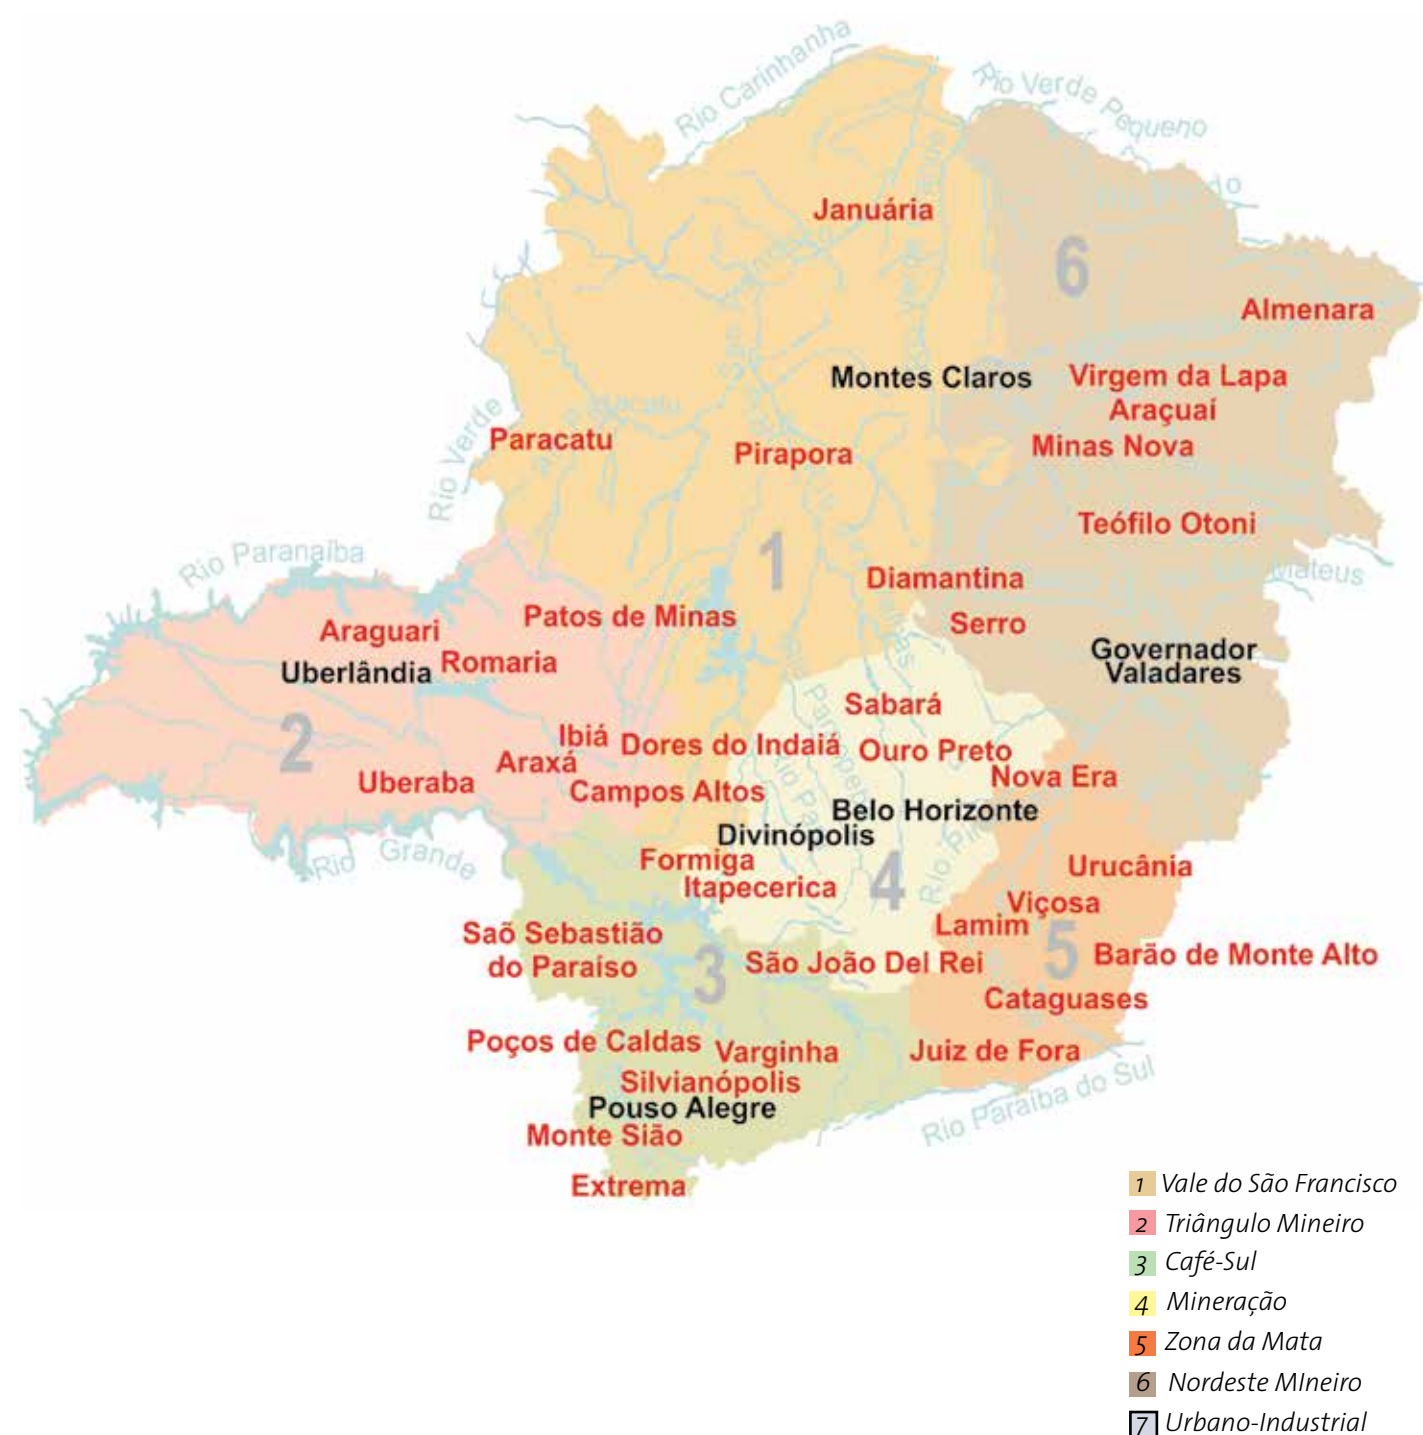 Rio Carinhanha
Rio Verde Pequeno
Januária
6
Almenara
Montes Claros
Virgem da Lapa
Araçuaí
Rio Verde
Paracatu
Pirapora
Minas Nova
Teófilo Otoni
1
Rio Paranaíba
Mateus
Diamantina
Patos de Minas
Serro
Araguari
Governador
Valadares
Uberlândia
Romaria
Sabará
2
Ibiá
Dores do Indaiá
Ouro Preto
Araxá
Uberaba
Campos Altos
Nova Era
Belo Horizonte
Divinópolis
Rio Grande
Formiga
Itapecerica
4
Urucânia
Viçosa
Lamim
Saõ Sebastião
do Paraíso
3
São João Del Rei
5
Barão de Monte Alto
Cataguases
Poços de Caldas
Varginha
Juiz de Fora
Silvianópolis
Pouso Alegre
Rio Paraíba do Sul
Monte Sião
Extrema
1 Vale do São Francisco
2 Triângulo Mineiro
3 Café-Sul
4 Mineração
5 Zona da Mata
6 Nordeste MIneiro
7 Urbano-Industrial